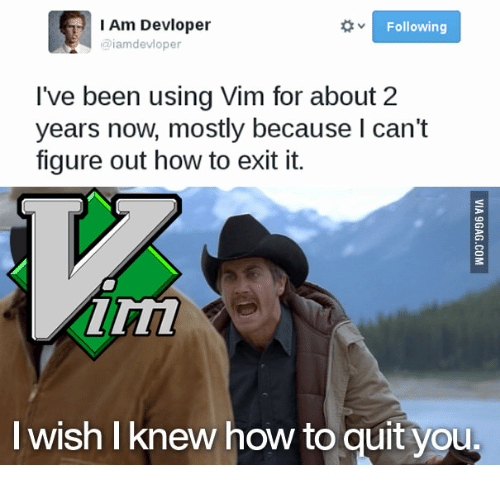 I Am Devloper
@iamdevloper
Following
I've been using Vim for about 2
years now, mostly because I can't
figure out how to exit it.
VIA 9GAG.COM
Vim
I wish I knew how to quit you.